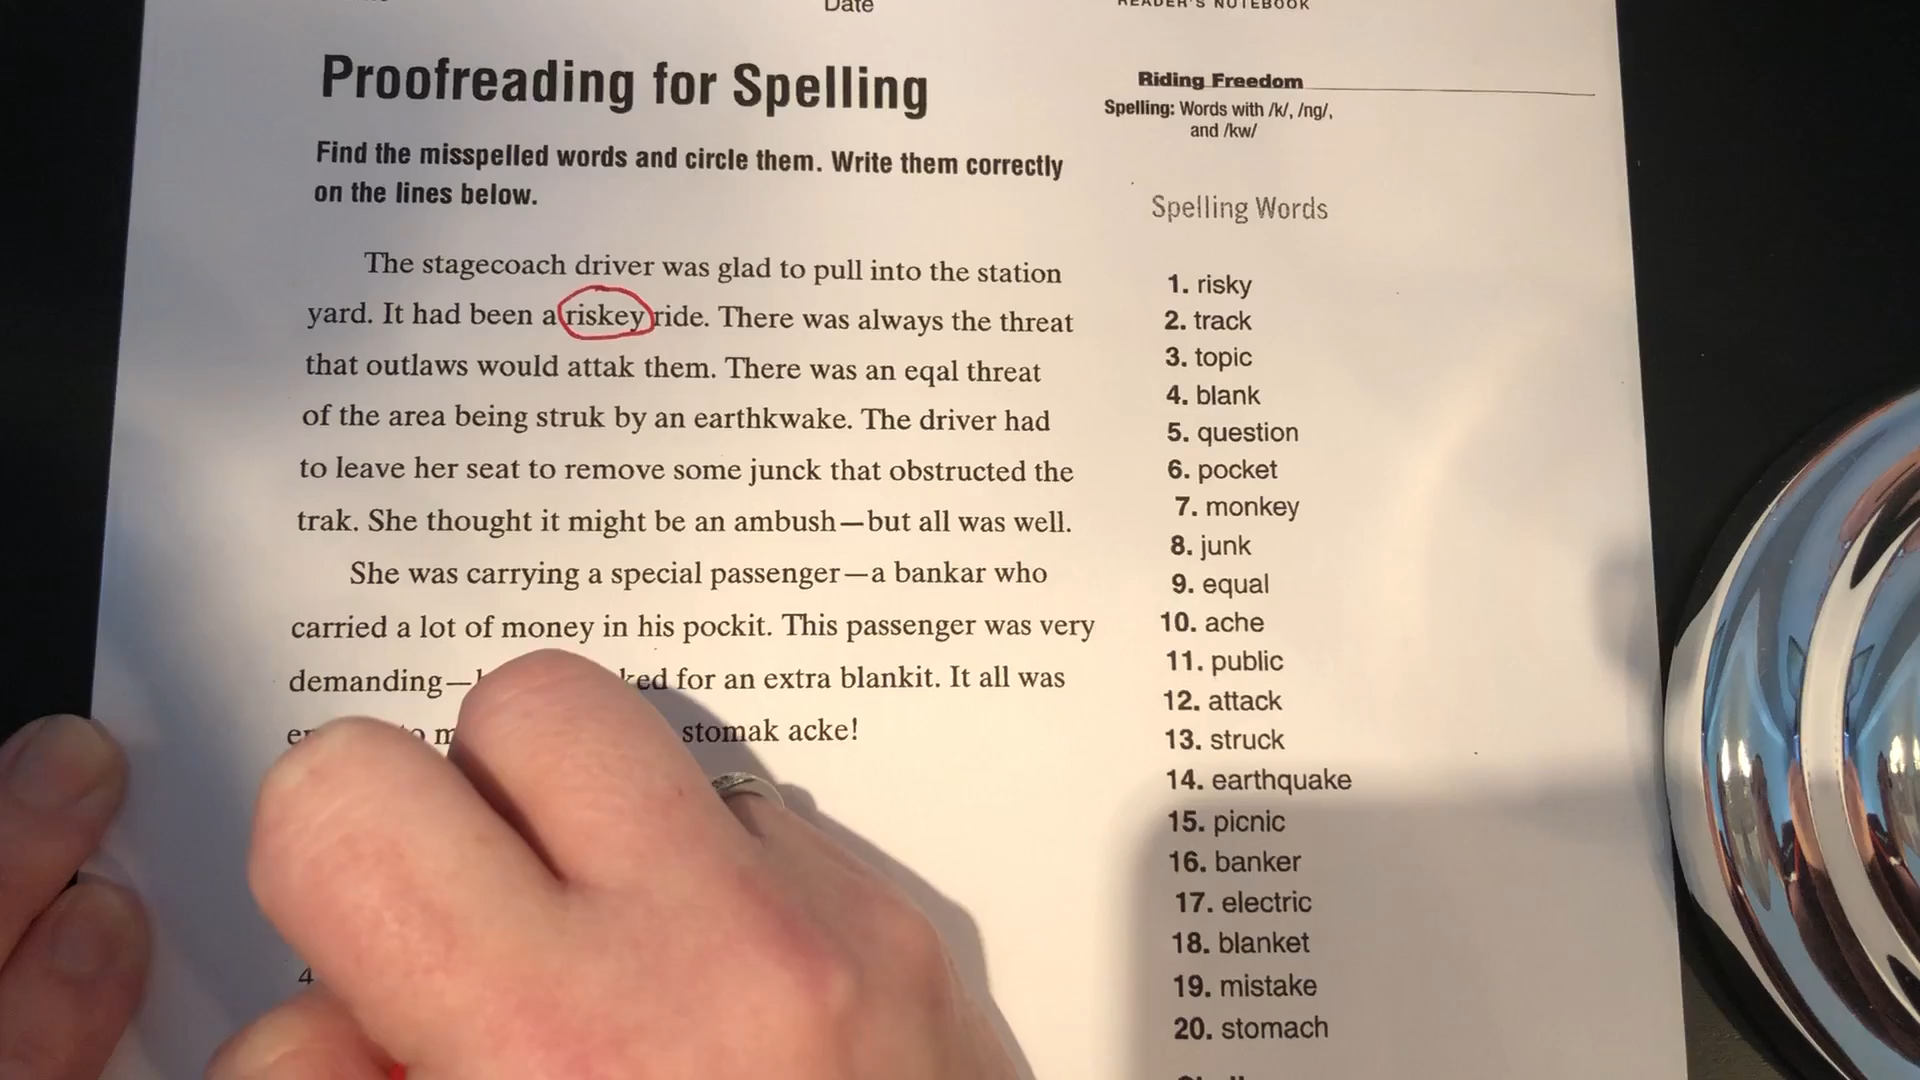 Date
READER'S NOTEBOOK
Proofreading for Spelling
Find the misspelled words and circle them. Write them correctly
on the lines below.
The stagecoach driver was glad to pull into the station
yard. It had been a riskey ride. There was always the threat
that outlaws would attak them. There was an eqal threat
of the area being struk by an earthkwake. The driver had
to leave her seat to remove some junck that obstructed the
trak. She thought it might be an ambush—but all was well.
She was carrying a special passenger—a bankar who
carried a lot of money in his pockit. This passenger was very
demanding— for an extra blankit. It all was
stomak acke!
4
Riding Freedom
Spelling: Words with /k/, /ng/,
and /kw/
Spelling Words
1. risky
2. track
3. topic
4. blank
5. question
6. pocket
7. monkey
8. junk
9. equal
10. ache
11. public
12. attack
13. struck
14. earthquake
15. picnic
16. banker
17. electric
18. blanket
19. mistake
20. stomach